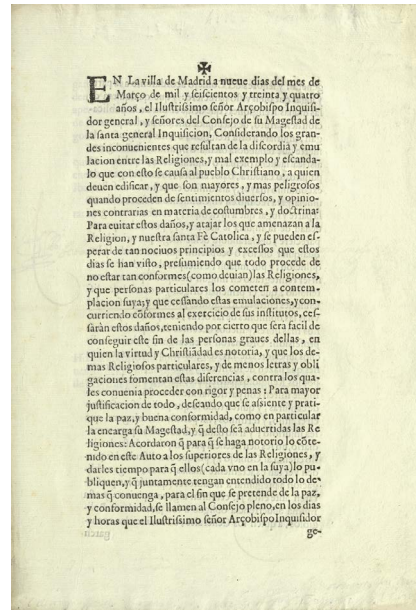 ✠
EN La villa de Madrid a nueue dias del mes de
Março de mil y seiscientos y treinta y quatro
años, el Ilustrissimo señor Arçobispo Inquisi-
dor general, y señores del Consejo de su Magestad de
la santa general Inquisicion, Considerando los gran-
des inconuenientes que resultan de la discordia y emu
lacion entre las Religiones, y mal exemplo y escanda-
lo que con esto se causa al pueblo Christiano, a quien
deuen edificar, y que son mayores, y mas peligrosos
quando proceden de sentimientos diuersos, y opinio-
nes contrarias en materia de costumbres, y doctrina:
Para euitar estos daños, y atajar los que amenazan a la
Religion, y nuestra santa Fè Catolica, y se pueden es-
perar de tan nociuos principios y excessos que estos
dias se han visto, presumiendo que todo procede de
no estar tan conformes (como deuian) las Religiones,
y que personas particulares los cometen a contem-
placion suya; y que cessando estas emulaciones, y con-
curriendo cõformes al exercicio de sus institutos, ces-
saràn estos daños, teniendo por cierto que serà facil de
conseguir este fin de las personas graues dellas, en
quien la virtud y Christiãdad es notoria, y que los de-
mas Religiosos particulares, y de menos letras y obli
gaciones fomentan estas diferencias, contra los qua-
les conuenia proceder con rigor y penas: Para mayor
justificacion de todo, deseando que se assiente y prati-
que la paz, y buena conformidad, como en particular
la encarga su Magestad, y q̃ desto seã aduertidas las Re
ligiones: Acordaron q̃ para q̃ se haga notorio lo cõte-
nido en este Auto a los superiores de las Religiones, y
darles tiempo para q̃ ellos (cada vno en la suya) lo pu-
bliquen, y q̃ juntamente tengan entendido todo lo de-
mas q̃ conuenga, para el fin que se pretende de la paz,
y conformidad, se llamen al Consejo pleno, en los dias
y horas que el Ilustrissimo señor Arçobispo Inquisidor
ge-